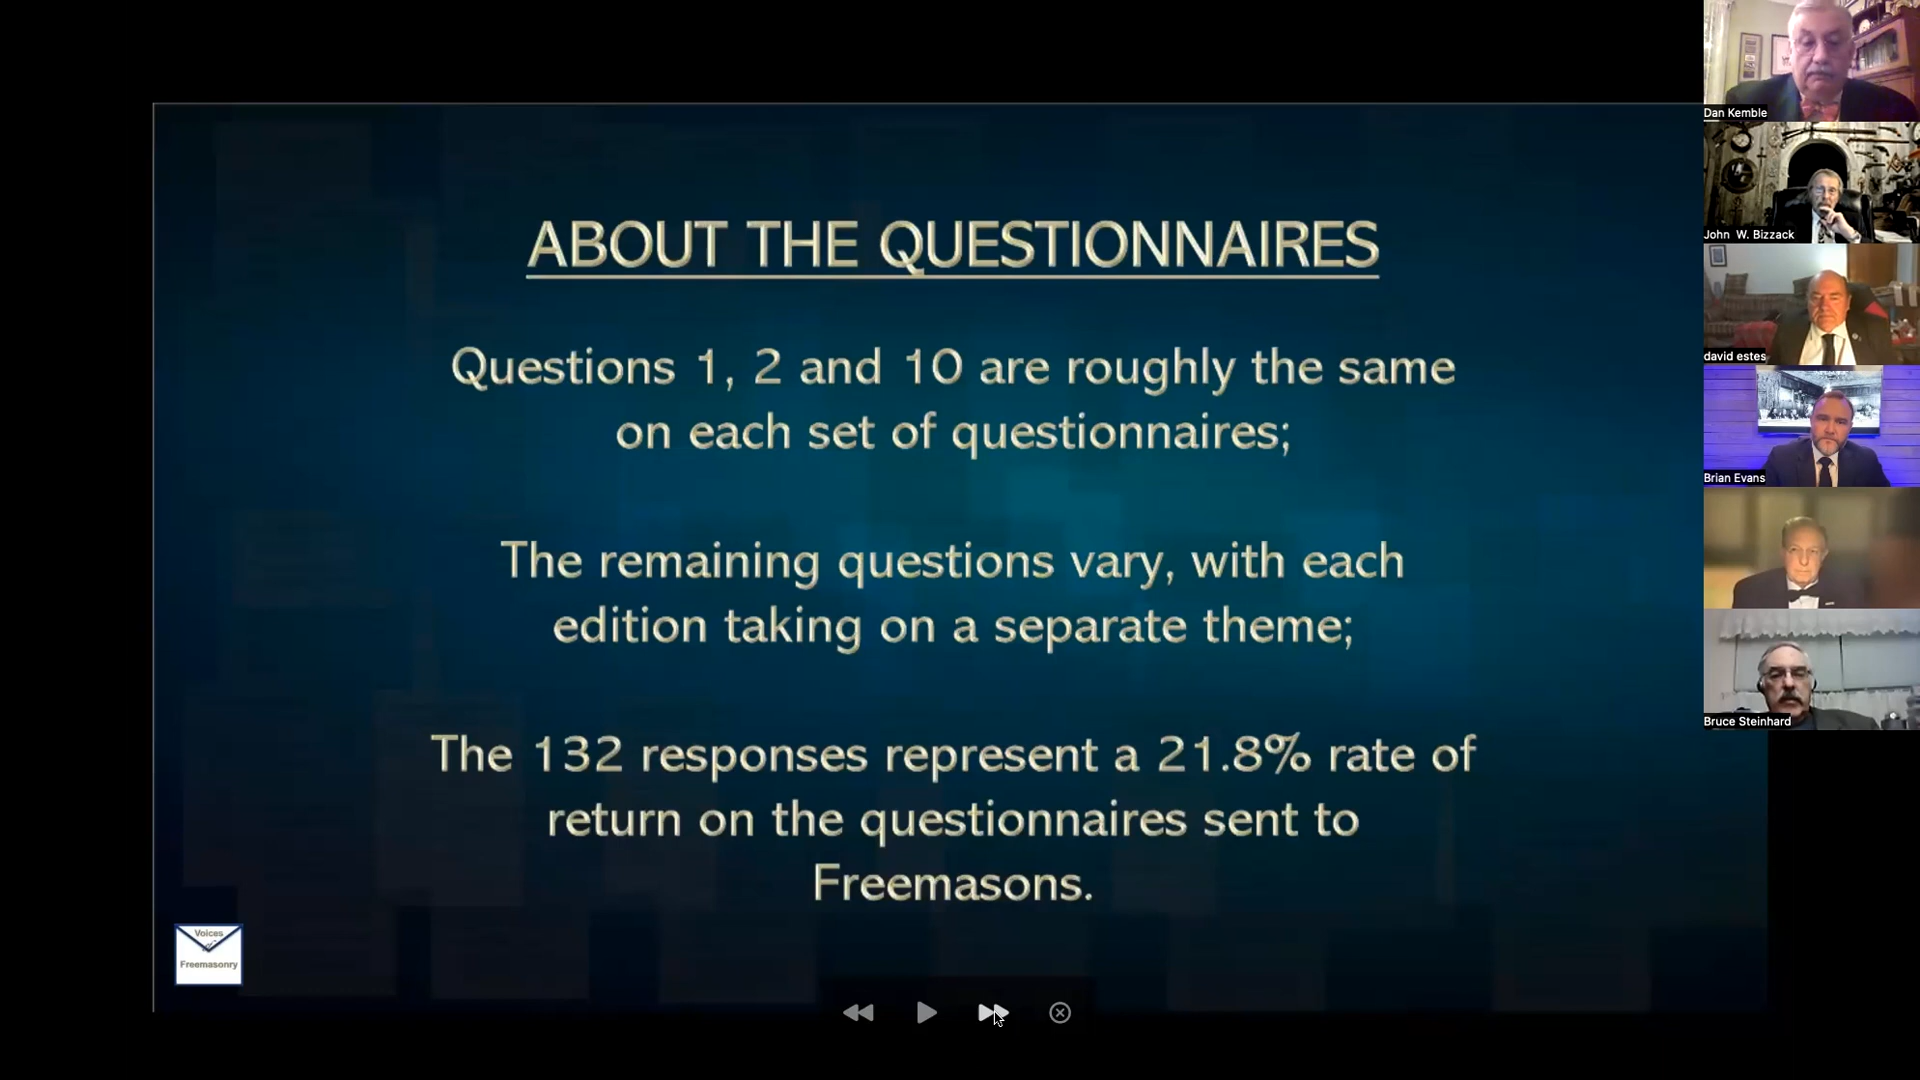 ABOUT THE QUESTIONNAIRES
Questions 1, 2 and 10 are roughly the same
on each set of questionnaires;
The remaining questions vary, with each
edition taking on a separate theme;
The 132 responses represent a 21.8% rate of
return on the questionnaires sent to
Freemasons.
Voices
Freemasonry
Dan Kemble
John W. Bizzack
david estes
Brian Evans
Bruce Steinhard